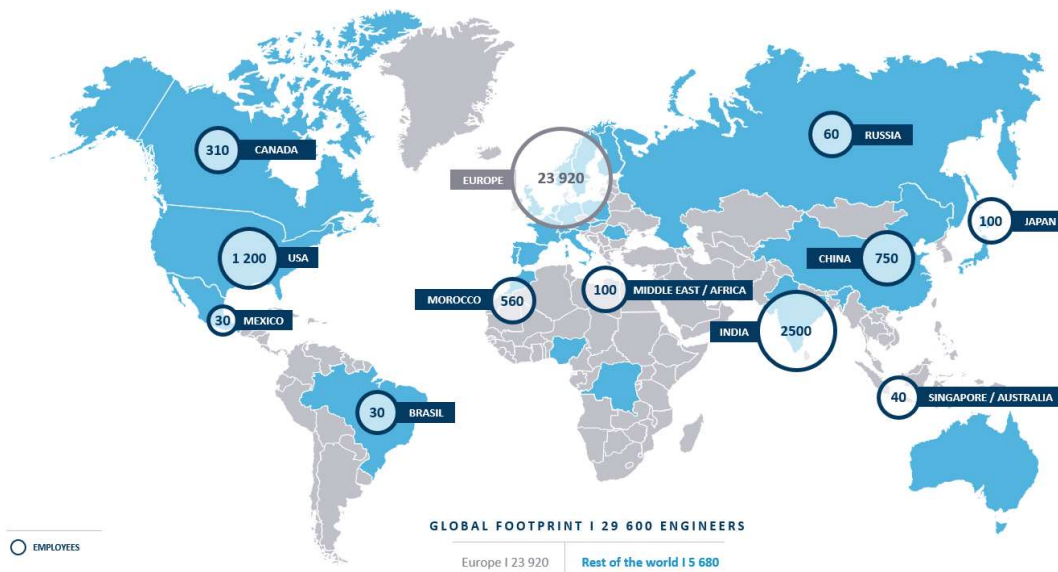 310 CANADA
1 200 USA
30 MEXICO
30 BRASIL
EUROPE 23 920
MOROCCO 560
100 MIDDLE EAST / AFRICA
60 RUSSIA
100 JAPAN
CHINA 750
INDIA 2500
40 SINGAPORE / AUSTRALIA
EMPLOYEES
GLOBAL FOOTPRINT I 29 600 ENGINEERS
Europe I 23 920
Rest of the world I 5 680